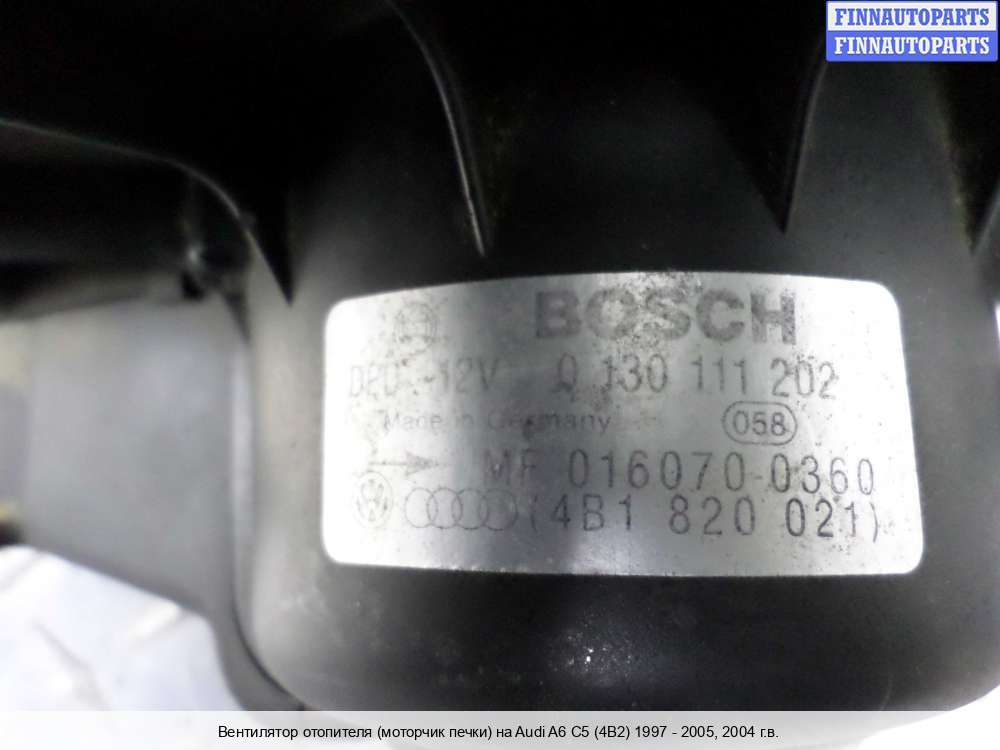 FINNAUTOPARTS
FINNAUTOPARTS
BOSCH
12V 0 130 111 202
Made in Germany 058
MF 016070-0360
(4B1 820 021)
Вентилятор отопителя (моторчик печки) на Audi A6 C5 (4B2) 1997 - 2005, 2004 г.в.